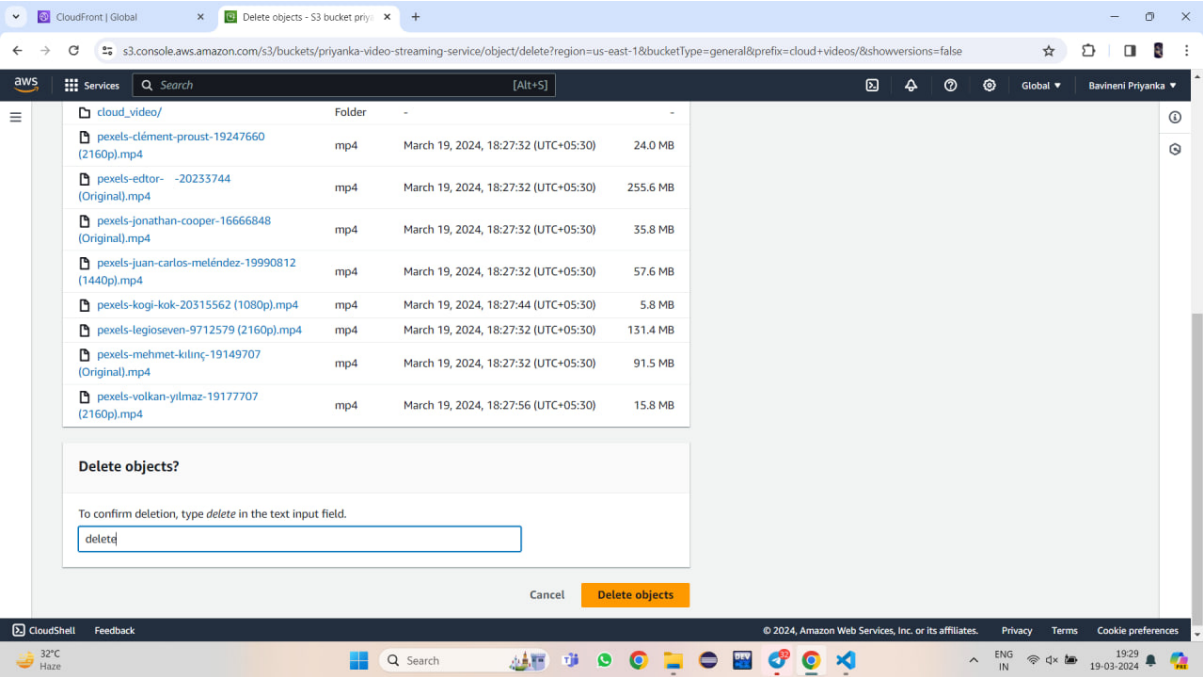 CloudFront | Global
Delete objects - S3 bucket priya
s3.console.aws.amazon.com/s3/buckets/priyanka-video-streaming-service/object/delete?region=us-east-1&bucketType=general&prefix=cloud+videos/&showversions=false
aws Services Search [Alt+S] Global Bavineni Priyanka
cloud_video/ Folder - -
pexels-clément-proust-19247660
(2160p).mp4 mp4 March 19, 2024, 18:27:32 (UTC+05:30) 24.0 MB
pexels-edtor- -20233744
(Original).mp4 mp4 March 19, 2024, 18:27:32 (UTC+05:30) 255.6 MB
pexels-jonathan-cooper-16666848
(Original).mp4 mp4 March 19, 2024, 18:27:32 (UTC+05:30) 35.8 MB
pexels-juan-carlos-meléndez-19990812
(1440p).mp4 mp4 March 19, 2024, 18:27:32 (UTC+05:30) 57.6 MB
pexels-kogi-kok-20315562 (1080p).mp4 mp4 March 19, 2024, 18:27:44 (UTC+05:30) 5.8 MB
pexels-legioseven-9712579 (2160p).mp4 mp4 March 19, 2024, 18:27:32 (UTC+05:30) 131.4 MB
pexels-mehmet-kılınç-19149707
(Original).mp4 mp4 March 19, 2024, 18:27:32 (UTC+05:30) 91.5 MB
pexels-volkan-yılmaz-19177707
(2160p).mp4 mp4 March 19, 2024, 18:27:56 (UTC+05:30) 15.8 MB
Delete objects?
To confirm deletion, type delete in the text input field.
delete
Cancel Delete objects
CloudShell Feedback © 2024, Amazon Web Services, Inc. or its affiliates. Privacy Terms Cookie preferences
32°C
Haze
Search
ENG
IN
19:29
19-03-2024